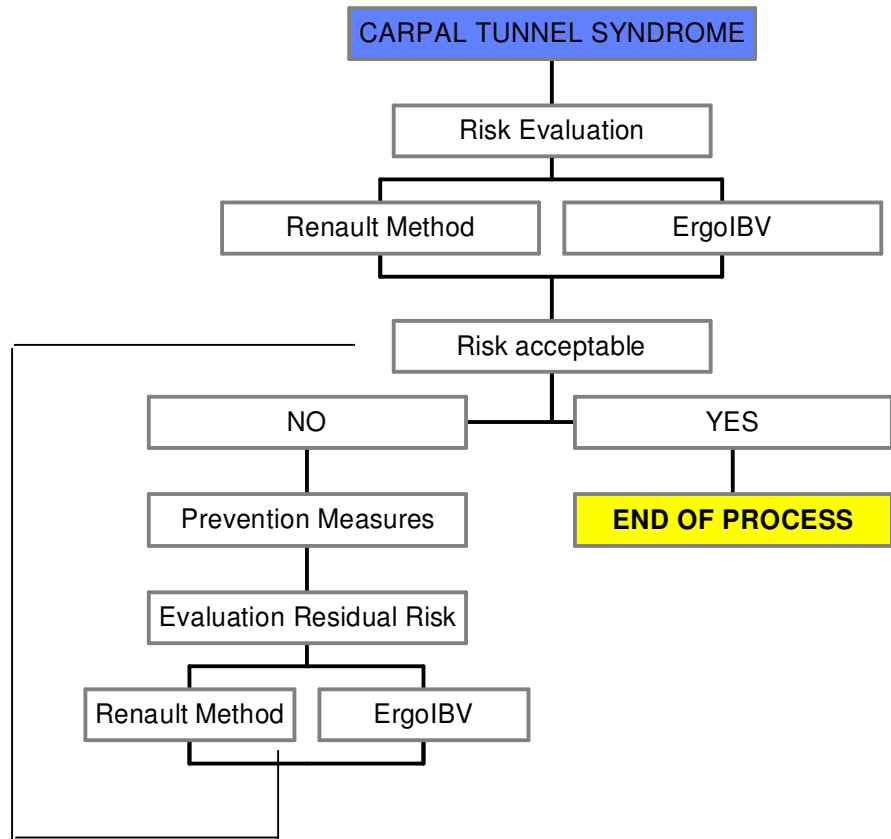 CARPAL TUNNEL SYNDROME
Risk Evaluation
Renault Method
ErgoIBV
Risk acceptable
NO
YES
Prevention Measures
END OF PROCESS
Evaluation Residual Risk
Renault Method
ErgoIBV